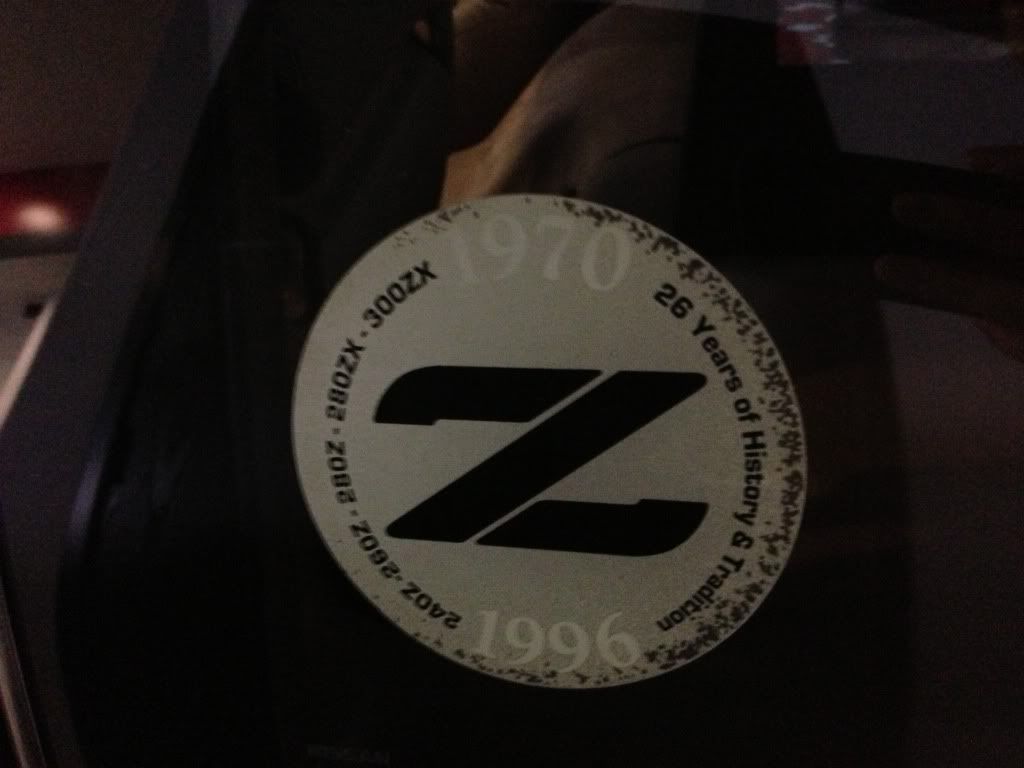 1970
240Z · 260Z · 280Z · 280ZX · 300ZX
26 Years of History & Tradition
Z
1996